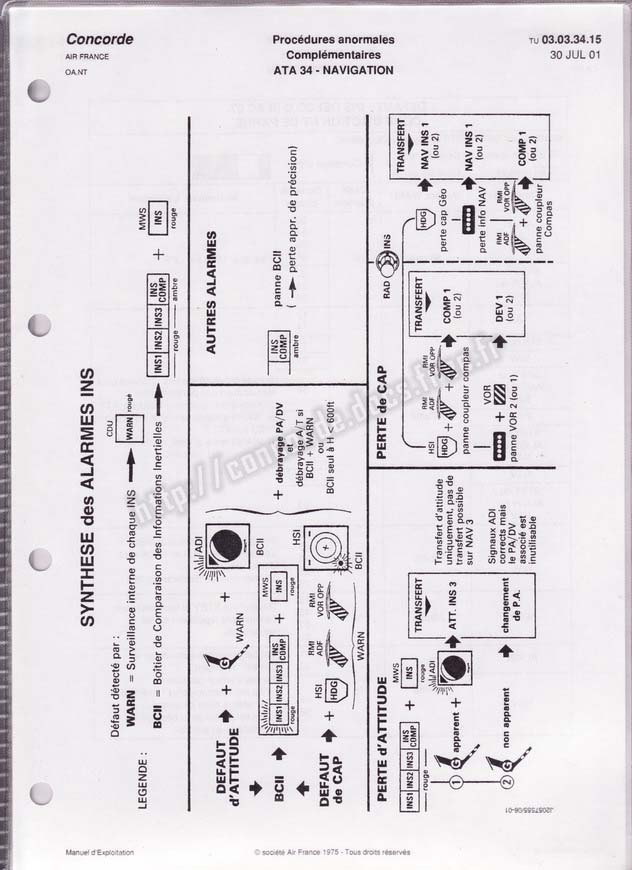 Concorde
AIR FRANCE
OA.NT
Procédures anormales
Complémentaires
ATA 34 - NAVIGATION
TU 03.03.34.15
30 JUL 01
SYNTHESE des ALARMES INS
Défaut détecté par :
LEGENDE :
WARN = Surveillance interne de chaque INS
CDU
WARN
rouge
BCII = Boîtier de Comparaison des Informations Inertielles
INS1 INS2 INS3 INS COMP
rouge
ambre
+
MWS
INS
rouge
DEFAUT d'ATTITUDE
G
WARN
+
ADI
BCII
BCII
INS1 INS2 INS3 INS COMP
rouge
+
MWS
INS
rouge
DEFAUT de CAP
+
HSI
HDG
RMI ADF
RMI VOR OPP
WARN
HSI
BCII
+ débrayage PA/DV
et
débrayage A/T si
BCII + WARN
ou
BCII seul à H < 600ft
AUTRES ALARMES
INS COMP
ambre
panne BCII
( → perte appr. de précision)
PERTE d'ATTITUDE
INS1 INS2 INS3 INS COMP
rouge
+
MWS
INS
rouge
1
G
apparent
+
ADI
2
G
non apparent
TRANSFERT
ATT. INS 3
changement de P.A.
Transfert d'attitude
uniquement, pas de
transfert possible
sur NAV 3
Signaux ADI
corrects mais
le PA/DV
associé est
inutilisable
PERTE de CAP
RAD
INS
HSI
HDG
+
RMI ADF
+
RMI VOR OPP
panne coupleur compas
+
VOR
panne VOR 2 (ou 1)
TRANSFERT
COMP 1
(ou 2)
DEV 1
(ou 2)
HDG
perte cap Géo
perte info NAV
RMI ADF
+
RMI VOR OPP
panne coupleur
Compas
TRANSFERT
NAV INS 1
(ou 2)
NAV INS 1
(ou 2)
COMP 1
(ou 2)
J2057555/06-01
Manuel d'Exploitation
© société Air France 1975 - Tous droits réservés